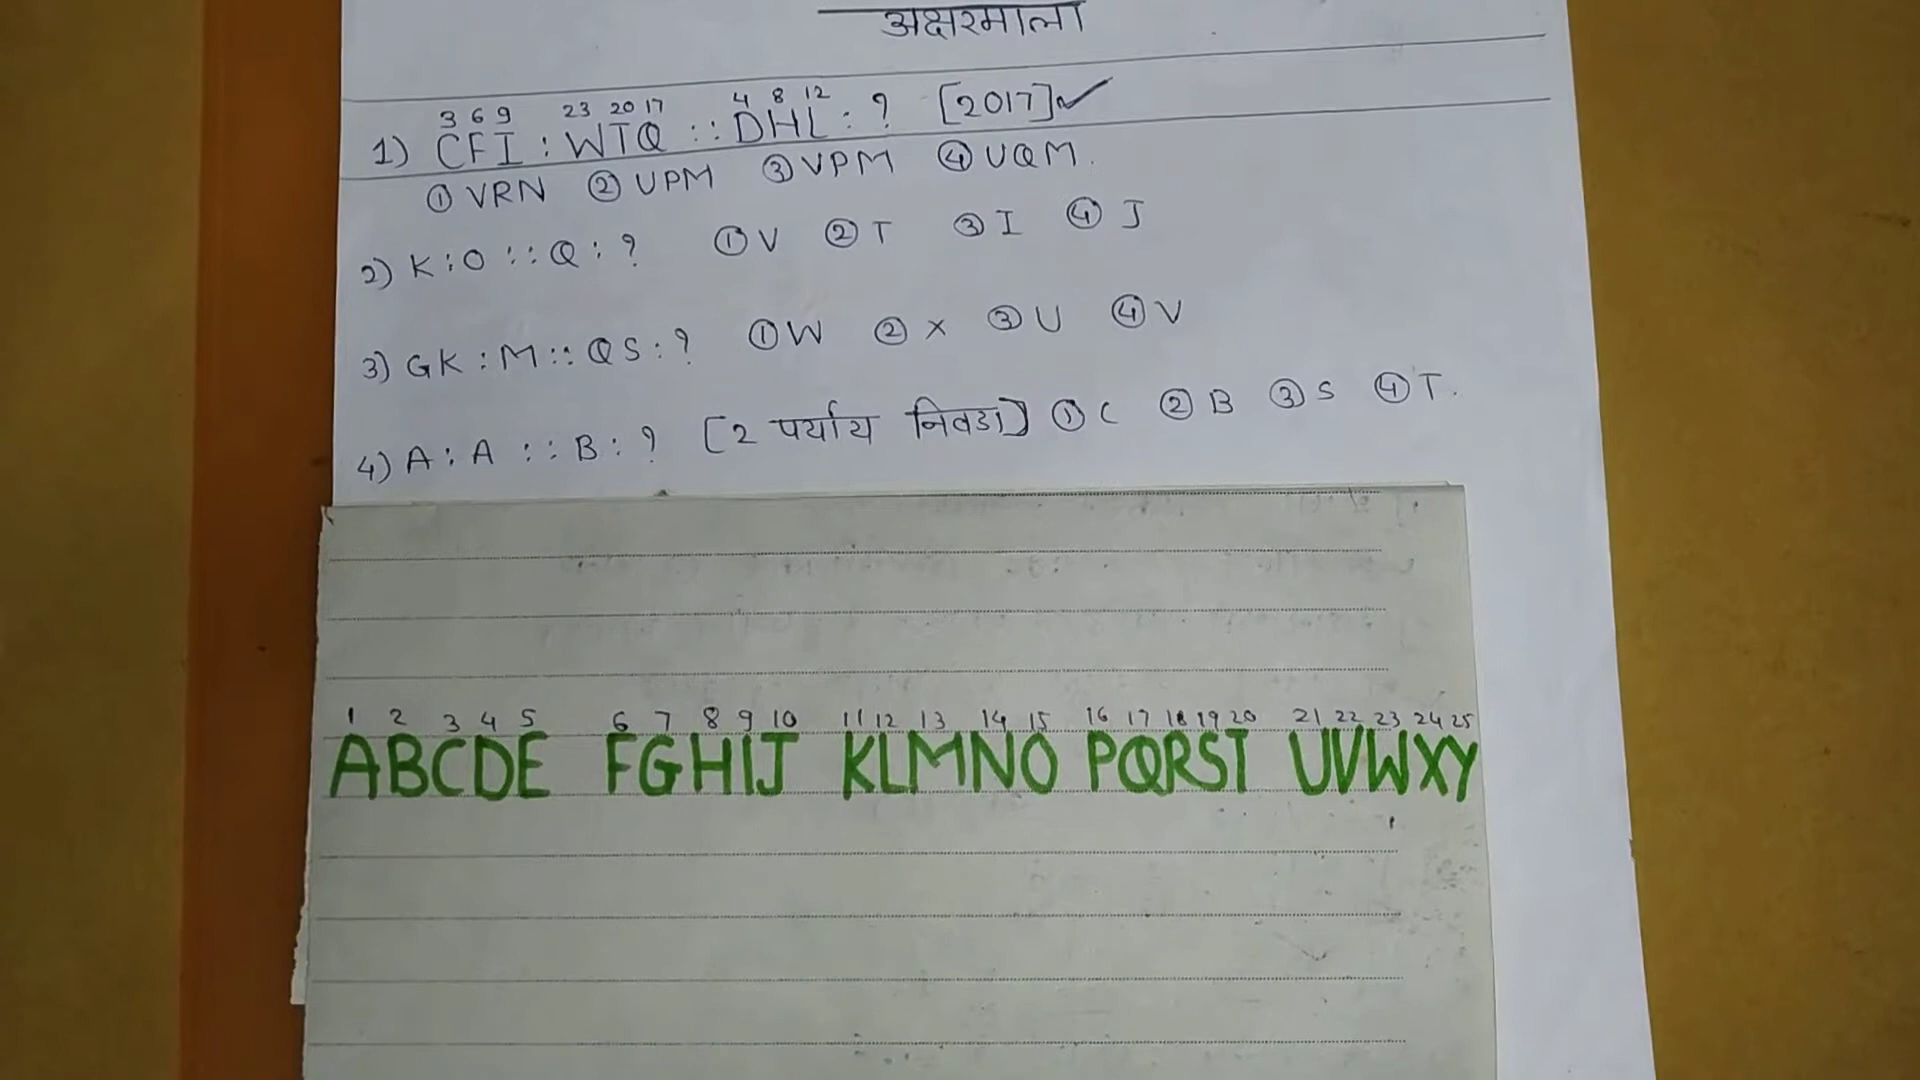 अक्षरमाला
3 6 9 23 20 17 4 8 12
1) CFI : WTQ :: DHL : ? [2017]✓
① VRN ② UPM ③ VPM ④ UQM.
2) K : O :: Q : ? ① V ② T ③ I ④ J
3) GK : M :: QS : ? ① W ② X ③ U ④ V
4) A : A :: B : ? [2 पर्याय निवडा] ① C ② B ③ S ④ T.
1 2 3 4 5 6 7 8 9 10 11 12 13 14 15 16 17 18 19 20 21 22 23 24 25
ABCDE FGHIJ KLMNO PQRST UVWXY